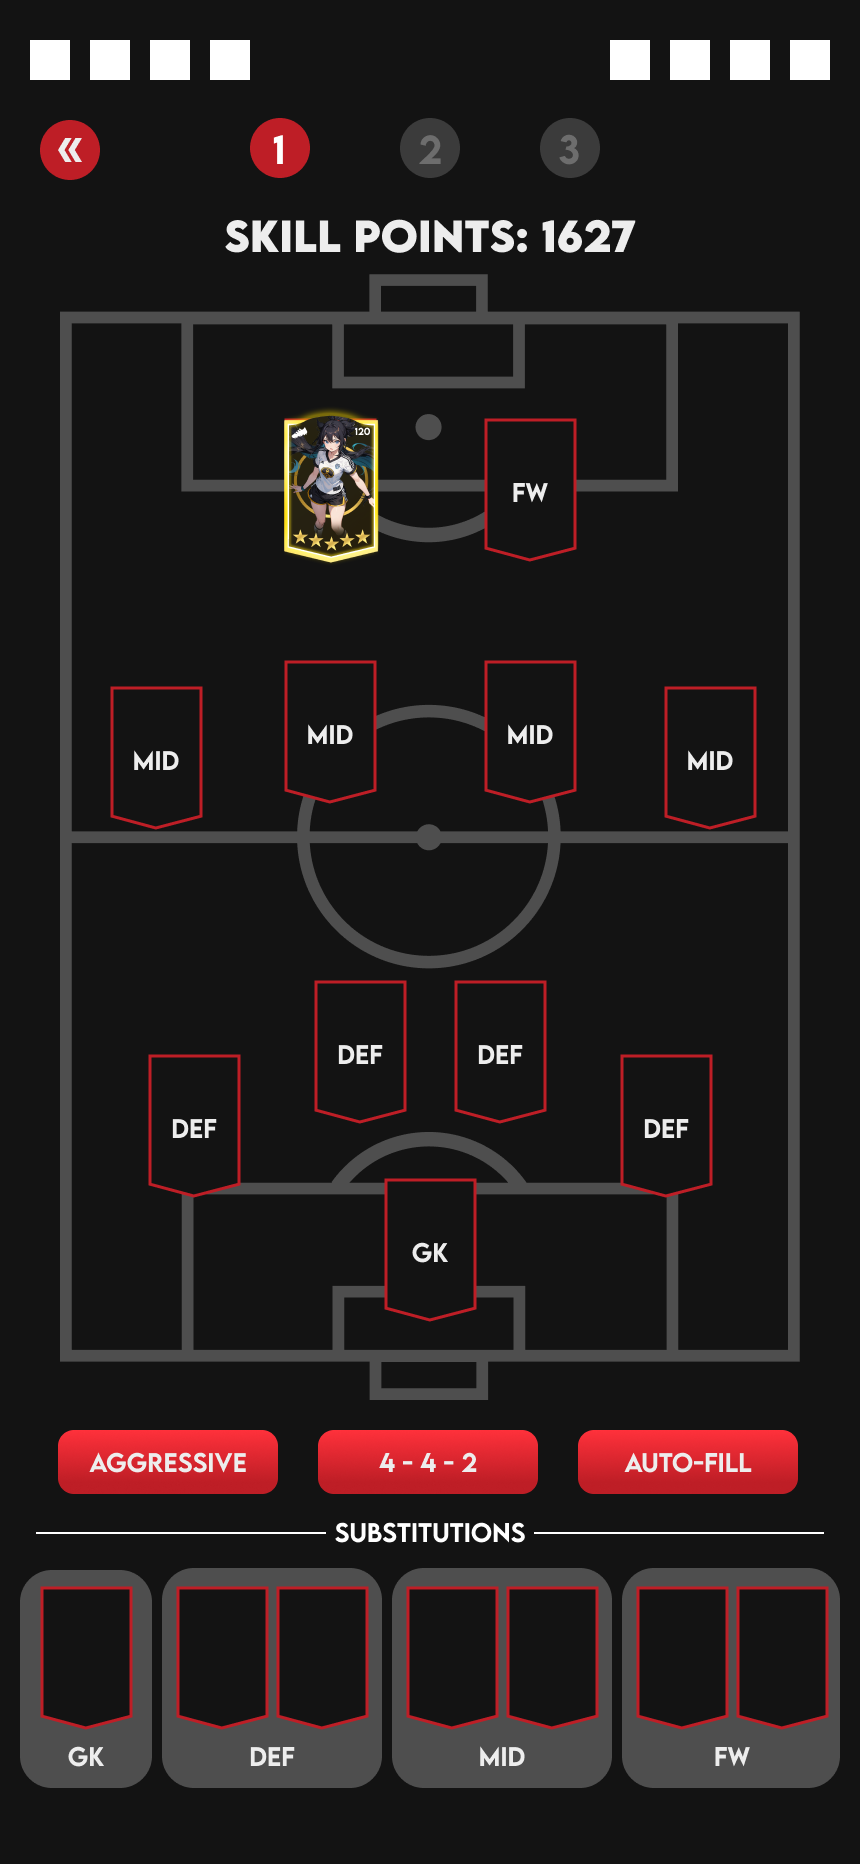 «
1 2 3
SKILL POINTS: 1627
120
FW
MID MID
MID MID
DEF DEF
DEF DEF
GK
AGGRESSIVE 4 - 4 - 2 AUTO-FILL
SUBSTITUTIONS
GK DEF MID FW